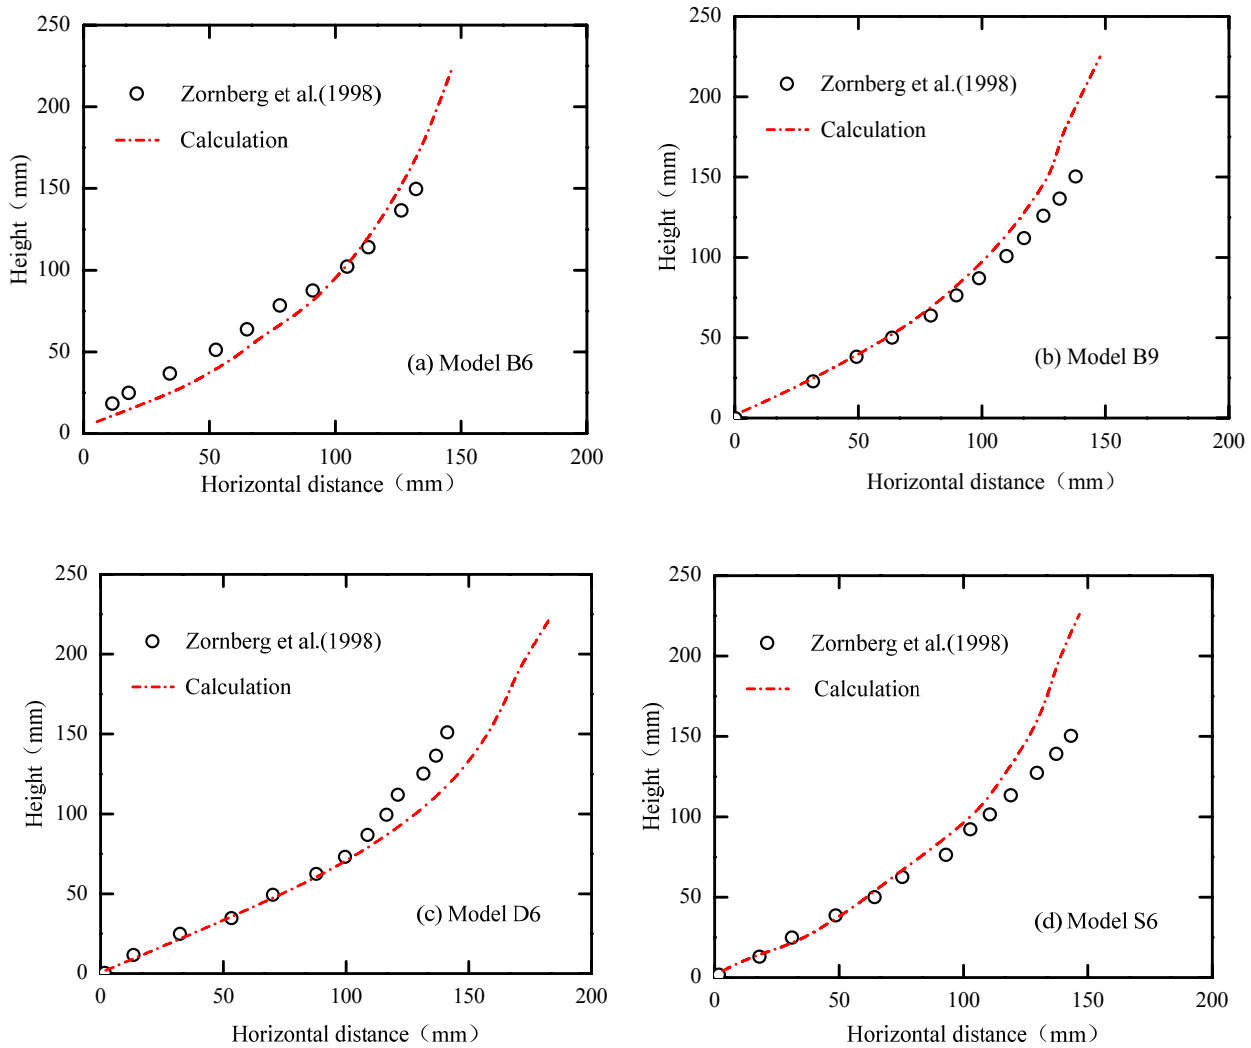 250
200
150
100
50
0
Height（mm）
Zornberg et al.(1998)
Calculation
(a) Model B6
0 50 100 150 200
Horizontal distance（mm）
250
200
150
100
50
0
Height（mm）
Zornberg et al.(1998)
Calculation
(b) Model B9
0 50 100 150 200
Horizontal distance（mm）
250
200
150
100
50
0
Height（mm）
Zornberg et al.(1998)
Calculation
(c) Model D6
0 50 100 150 200
Horizontal distance（mm）
250
200
150
100
50
0
Height（mm）
Zornberg et al.(1998)
Calculation
(d) Model S6
0 50 100 150 200
Horizontal distance（mm）